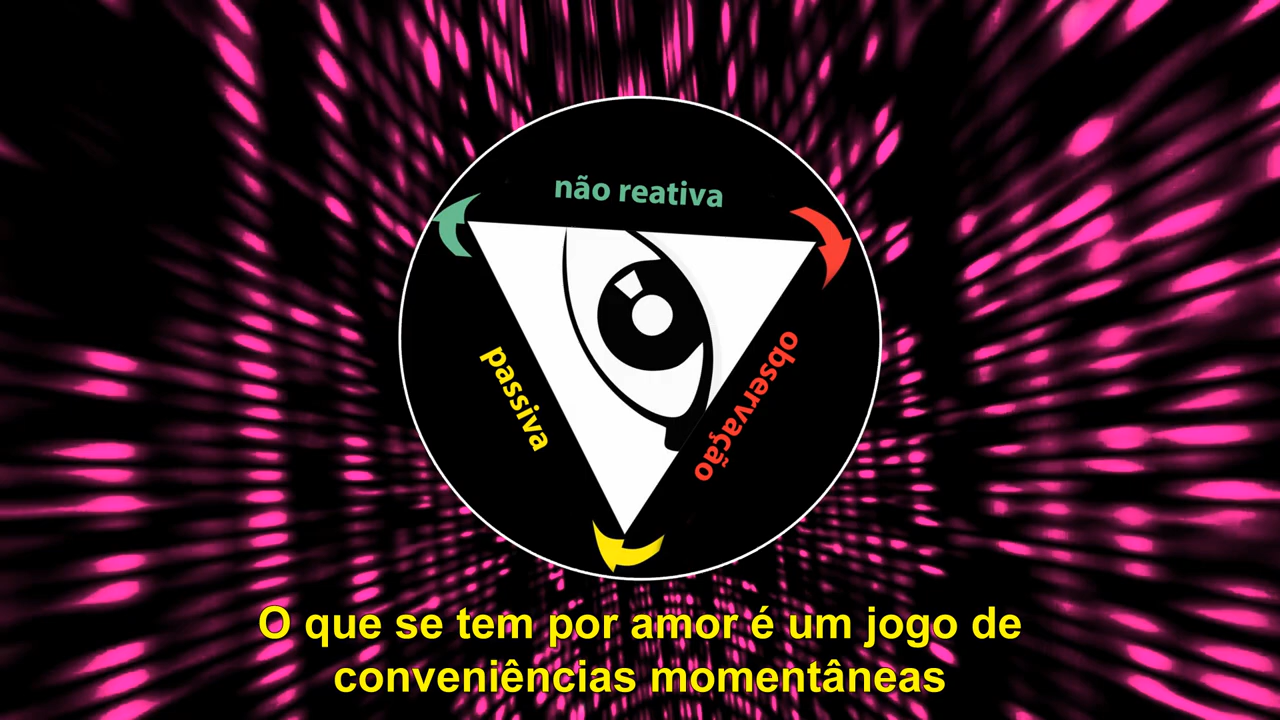 não reativa
passiva
observação
O que se tem por amor é um jogo de
conveniências momentâneas